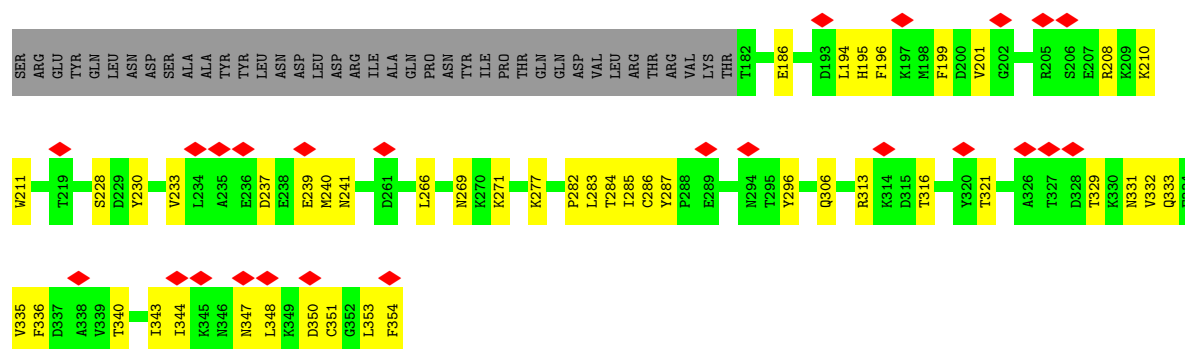 SER ARG GLU TYR GLN LEU ASN ASP SER ALA ALA TYR TYR LEU ASN ASP LEU ASP ARG ILE ALA GLN PRO ASN TYR ILE PRO THR GLN GLN ASP VAL LEU ARG THR ARG VAL LYS THR T182 E186 D193 L194 H195 F196 K197 M198 F199 D200 V201 G202 R205 S206 E207 R208 K209 K210
W211 T219 S228 D229 Y230 V233 L234 A235 E236 D237 E238 E239 M240 N241 D261 L266 N269 K270 K271 K277 P282 L283 T284 I285 C286 Y287 P288 E289 N294 T295 Y296 Q306 R313 K314 D315 T316 Y320 T321 A326 T327 D328 T329 K330 N331 V332 Q333
V335 F336 D337 A338 V339 T340 I343 I344 K345 N346 N347 L348 K349 D350 C351 G352 L353 F354